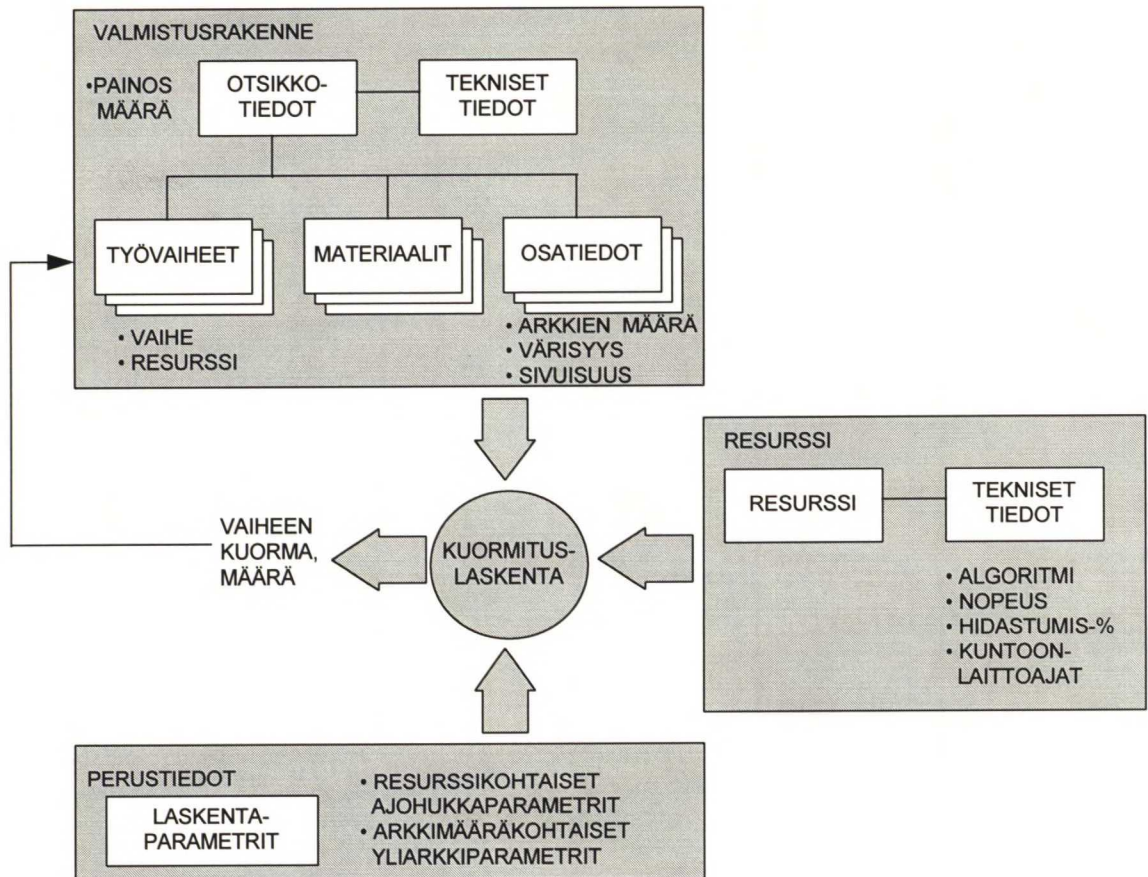 VALMISTUSRAKENNE
•PAINOS
MÄÄRÄ
OTSIKKO-
TIEDOT
TEKNISET
TIEDOT
TYÖVAIHEET
MATERIAALIT
OSATIEDOT
• VAIHE
• RESURSSI
• ARKKIEN MÄÄRÄ
• VÄRISYYS
• SIVUISUUS
RESURSSI
RESURSSI
TEKNISET
TIEDOT
• ALGORITMI
• NOPEUS
• HIDASTUMIS-%
• KUNTOON-
LAITTOAJAT
VAIHEEN
KUORMA,
MÄÄRÄ
KUORMITUS-
LASKENTA
PERUSTIEDOT
LASKENTA-
PARAMETRIT
• RESURSSIKOHTAISET
AJOHUKKAPARAMETRIT
• ARKKIMÄÄRÄKOHTAISET
YLIARKKIPARAMETRIT